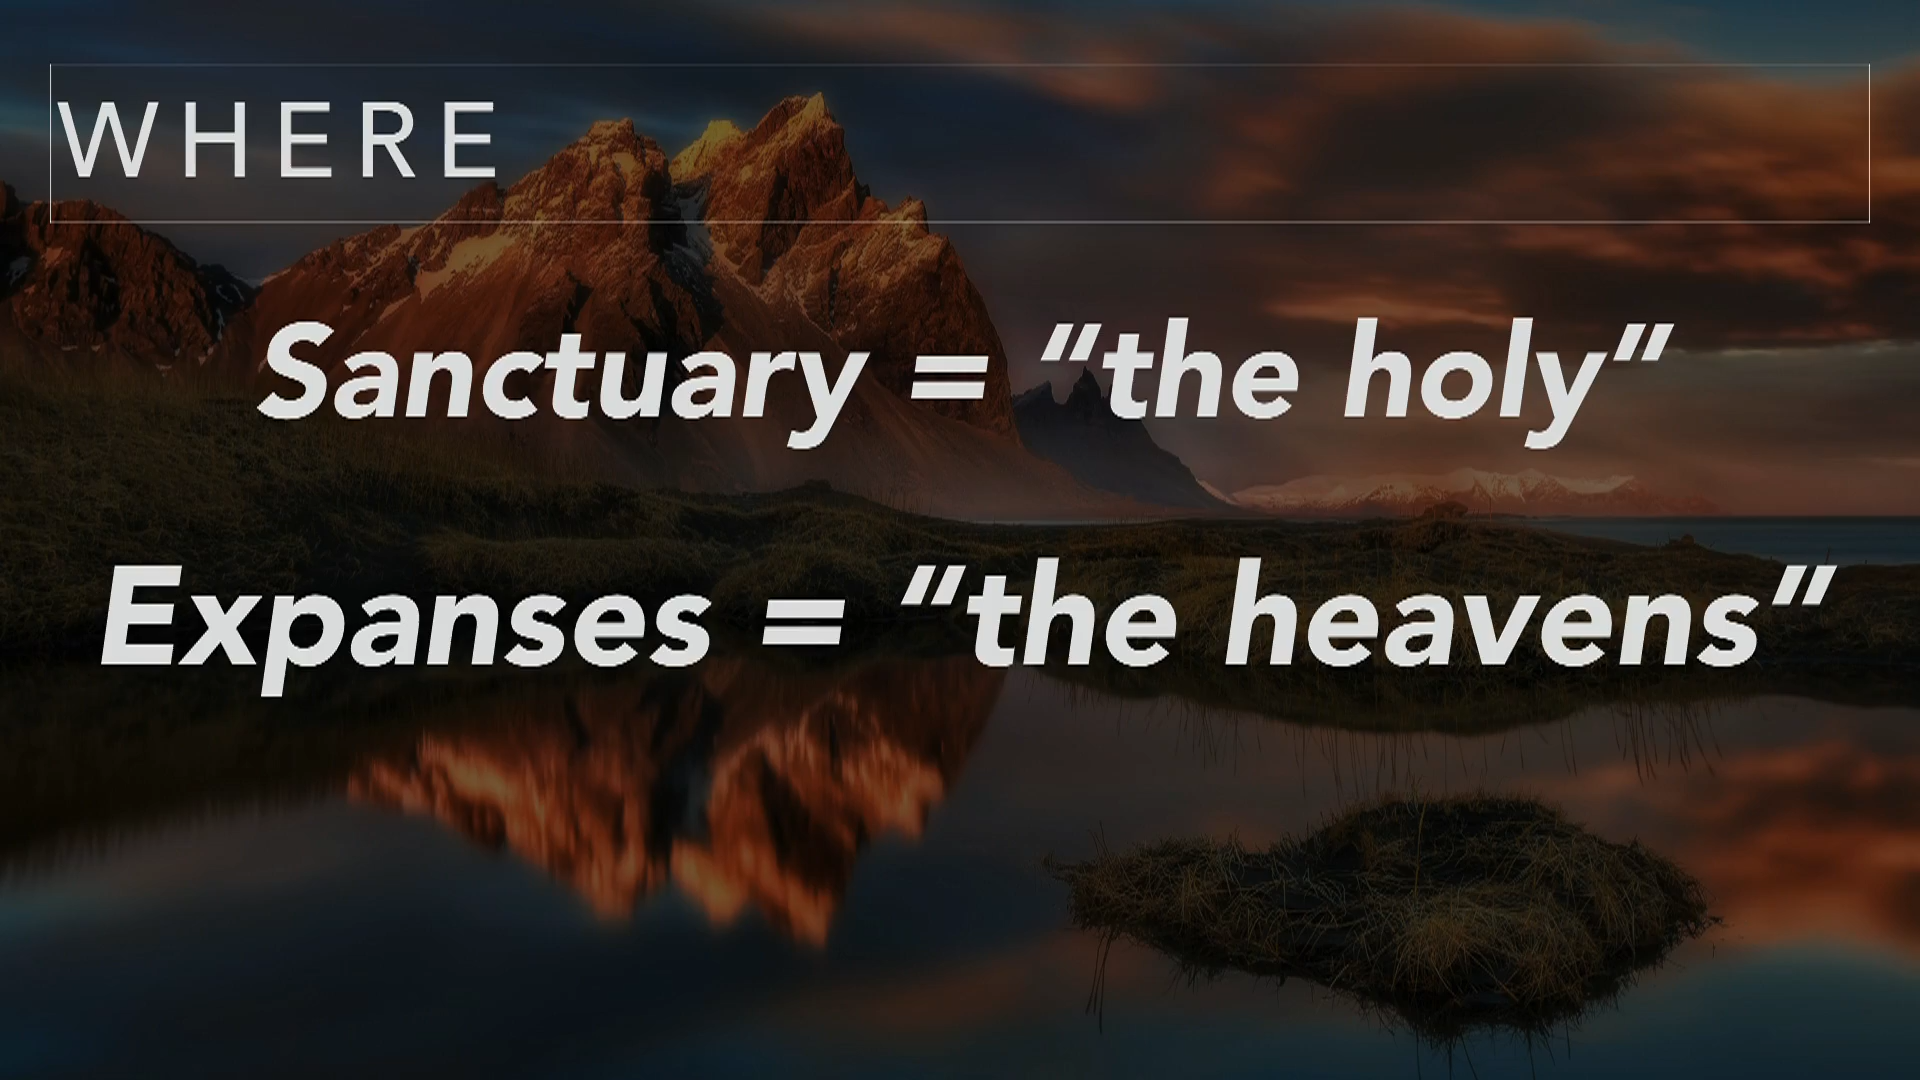 WHERE
Sanctuary = “the holy”
Expanses = “the heavens”